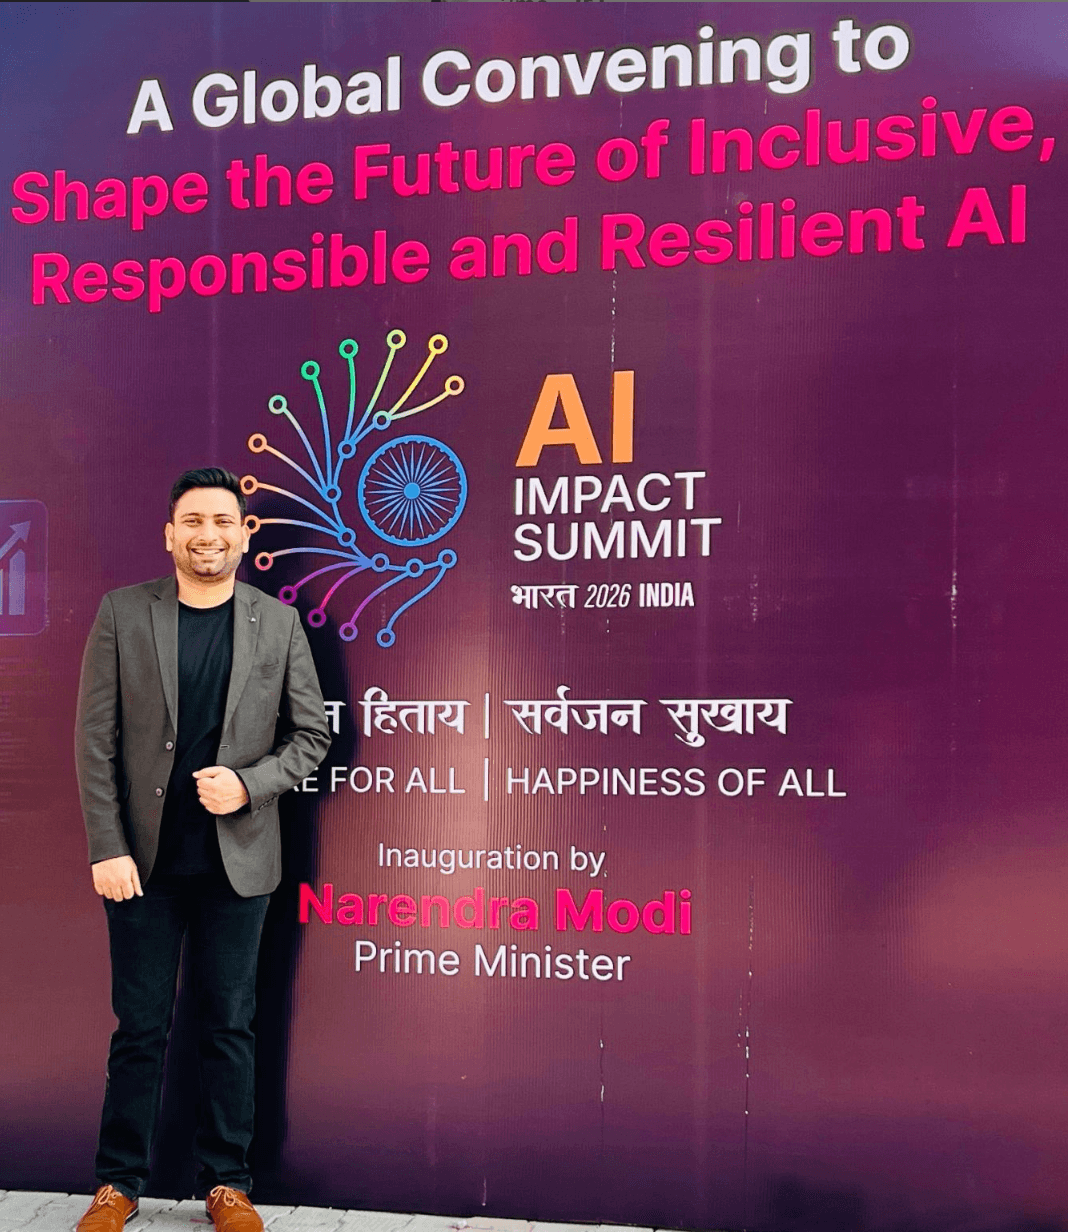 A Global Convening to
Shape the Future of Inclusive,
Responsible and Resilient AI
AI
IMPACT
SUMMIT
भारत 2026 INDIA
हिताय | सर्वजन सुखाय
FOR ALL | HAPPINESS OF ALL
Inauguration by
Narendra Modi
Prime Minister